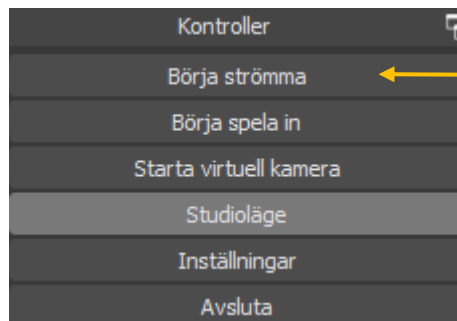 Kontroller
Börja strömma
Börja spela in
Starta virtuell kamera
Studioläge
Inställningar
Avsluta